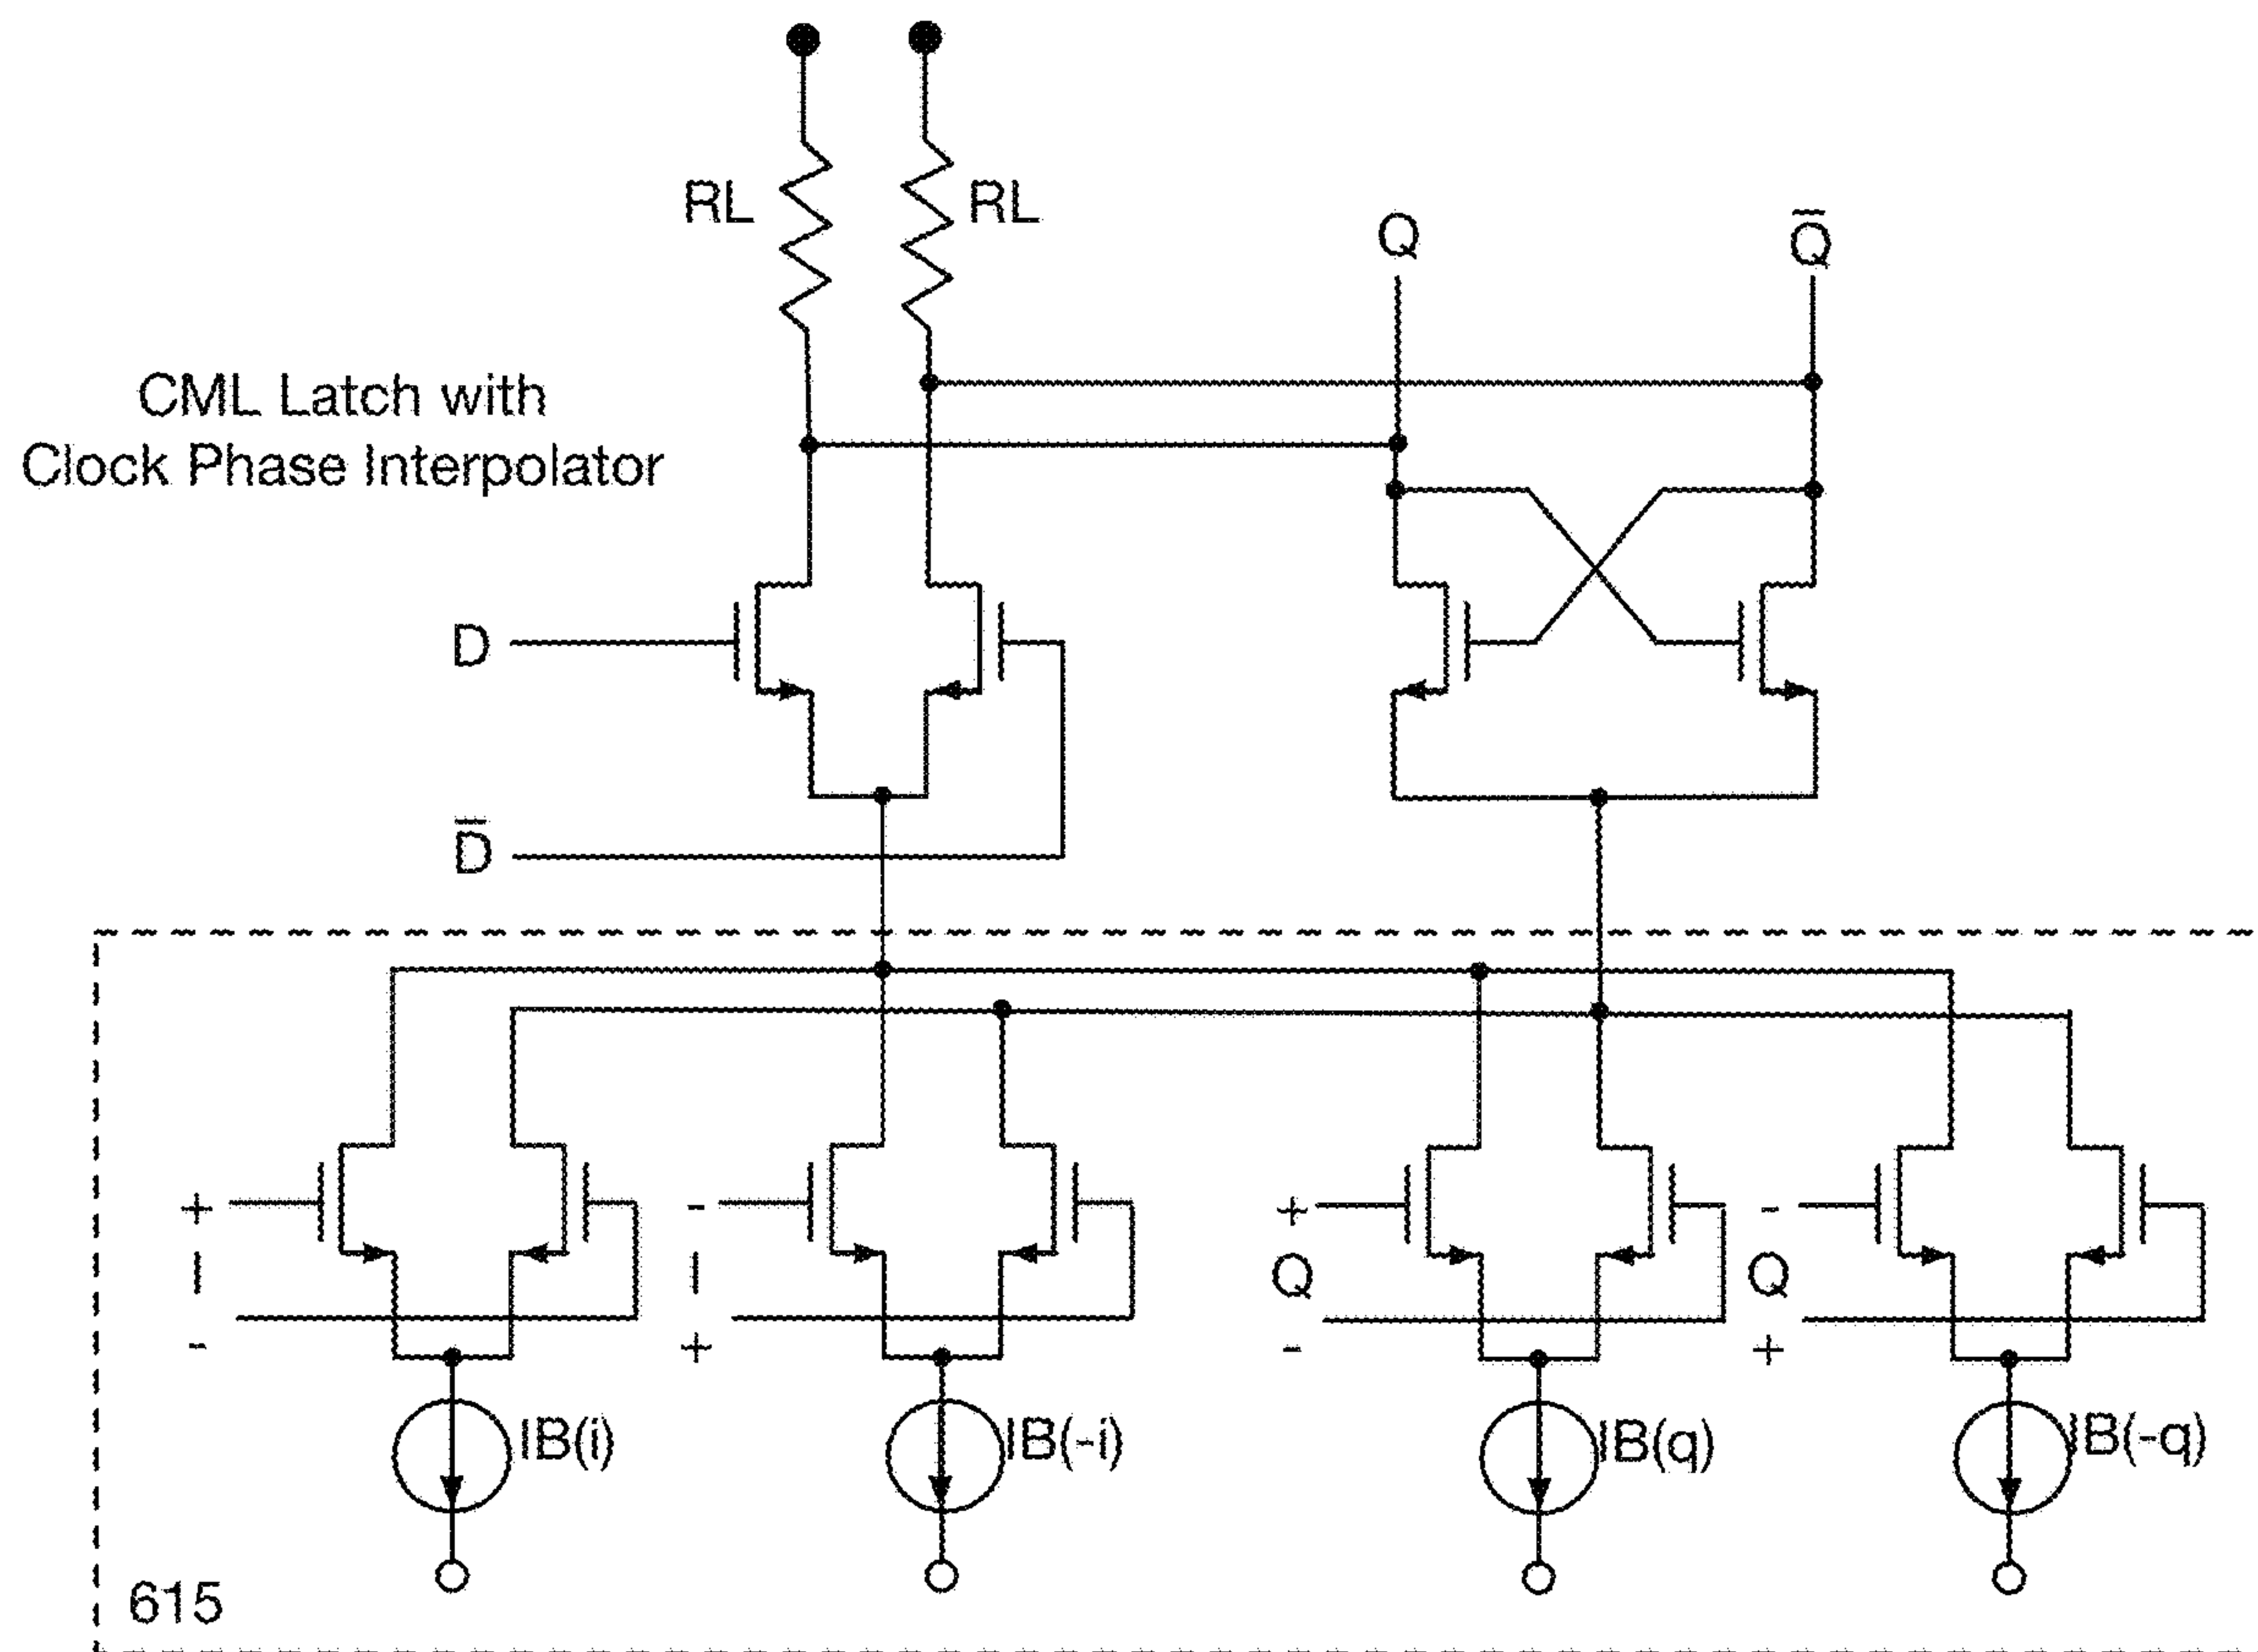 RL
RL
Q
Q̅
CML Latch with
Clock Phase Interpolator
D
D̅
+
I
-
-
I
+
+
Q
-
-
Q
+
IB(i)
IB(-i)
IB(q)
IB(-q)
615